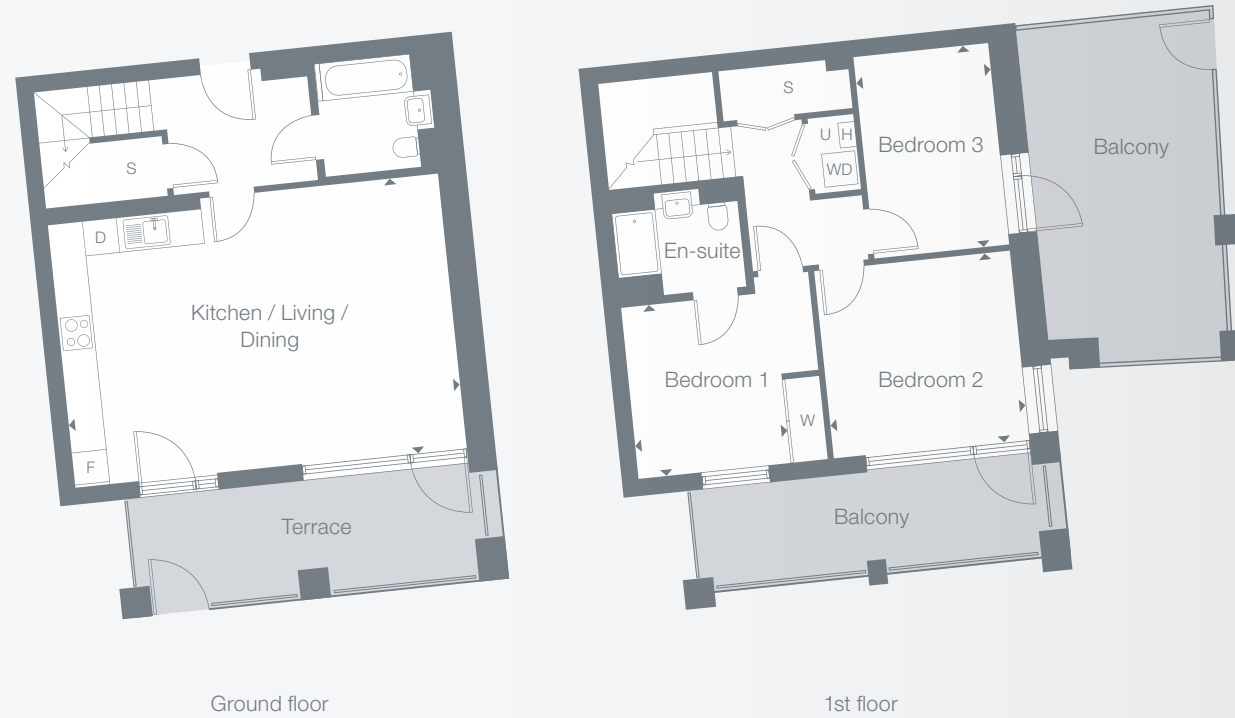 S
D
Kitchen / Living /
Dining
F
Terrace
Ground floor
S
U
H
WD
Bedroom 3
Balcony
En-suite
Bedroom 1
Bedroom 2
W
Balcony
1st floor